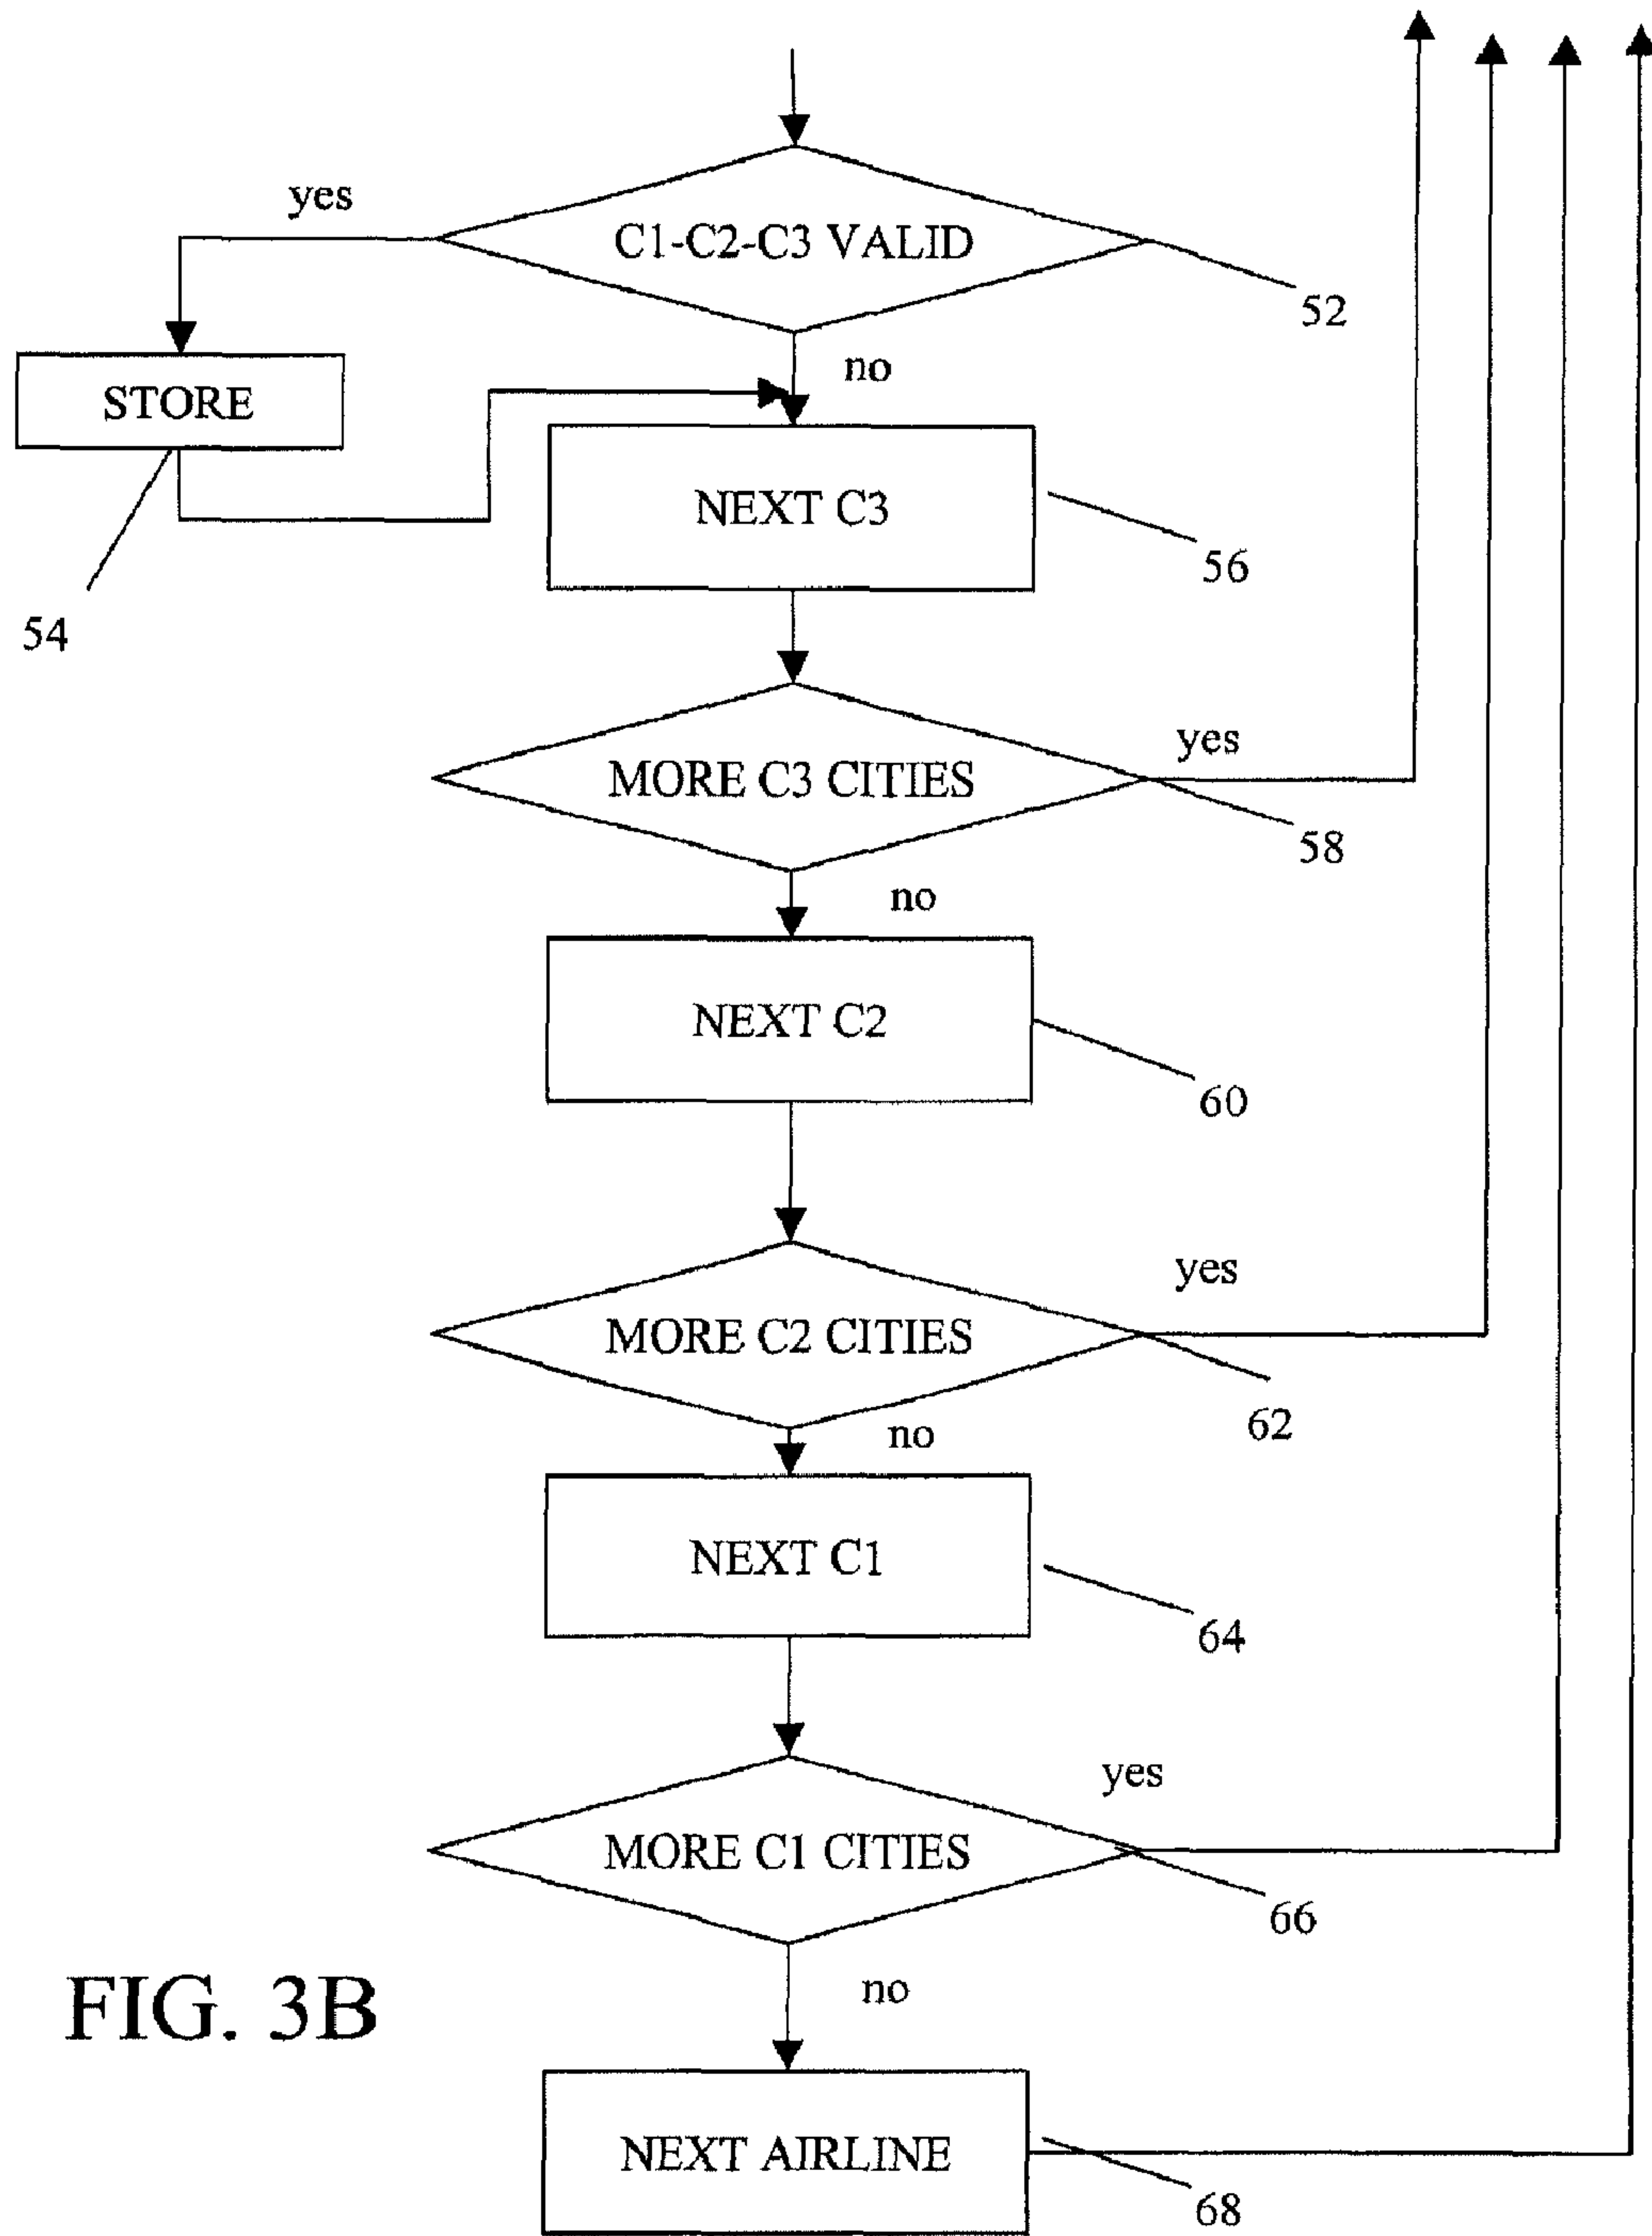 yes
C1-C2-C3 VALID
52
no
STORE
NEXT C3
56
54
yes
MORE C3 CITIES
58
no
NEXT C2
60
yes
MORE C2 CITIES
62
no
NEXT C1
64
yes
MORE C1 CITIES
66
no
FIG. 3B
NEXT AIRLINE
68